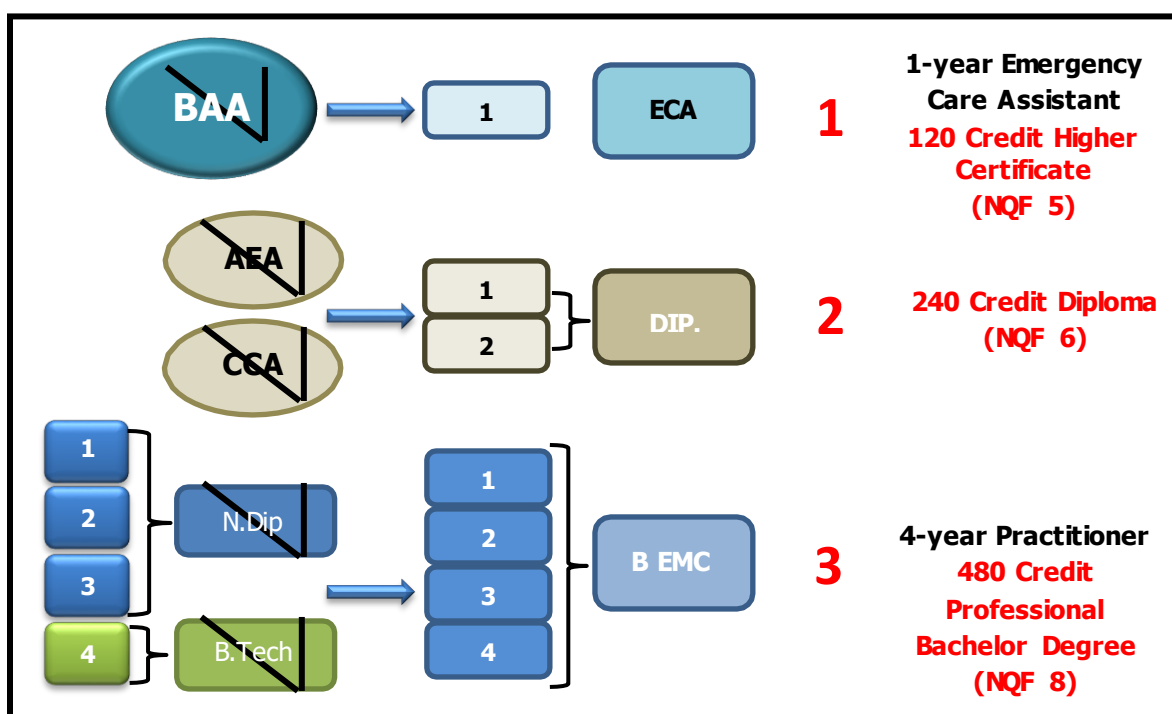 BAA
1
ECA
1
1-year Emergency
Care Assistant
120 Credit Higher
Certificate
(NQF 5)
AEA
CCA
1
2
DIP.
2
240 Credit Diploma
(NQF 6)
1
2
3
4
N.Dip
B.Tech
1
2
3
4
B EMC
3
4-year Practitioner
480 Credit
Professional
Bachelor Degree
(NQF 8)